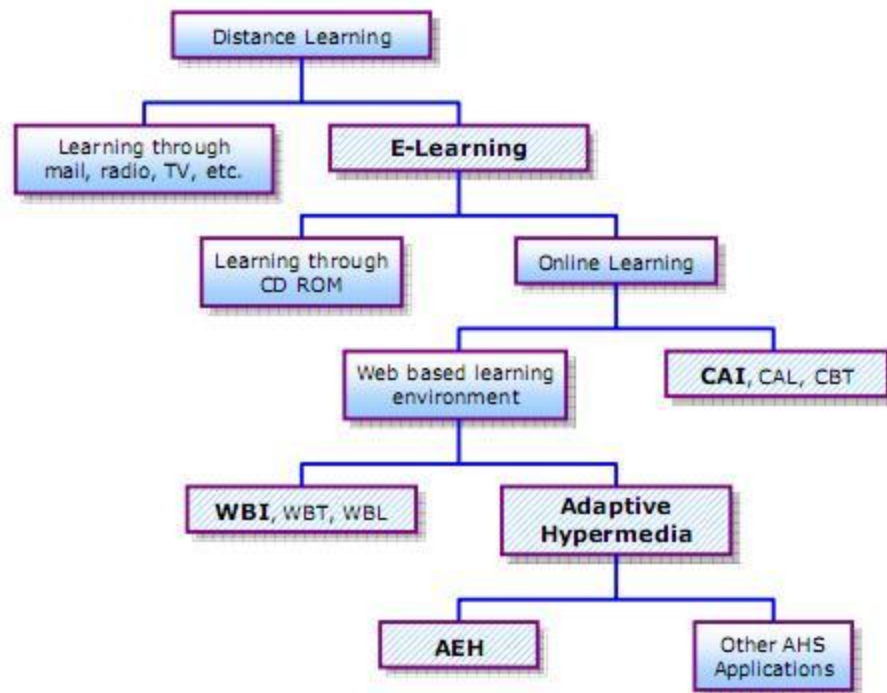 Distance Learning
Learning through
mail, radio, TV, etc.
E-Learning
Learning through
CD ROM
Online Learning
Web based learning
environment
CAI, CAL, CBT
WBI, WBT, WBL
Adaptive
Hypermedia
AEH
Other AHS
Applications